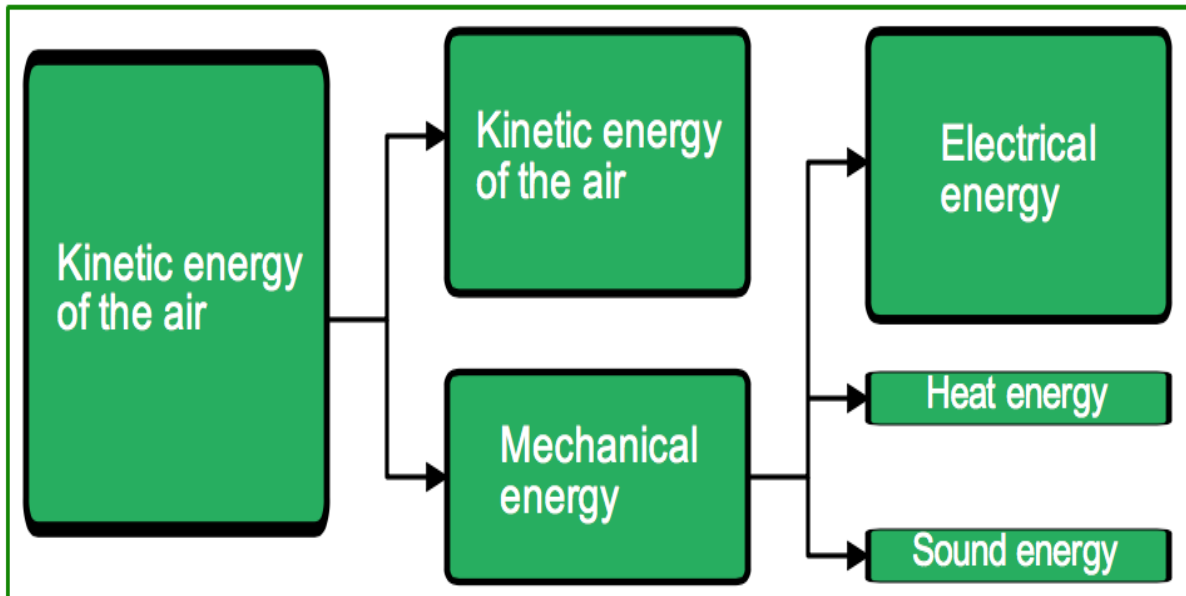 Kinetic energy
of the air
Kinetic energy
of the air
Mechanical
energy
Electrical
energy
Heat energy
Sound energy